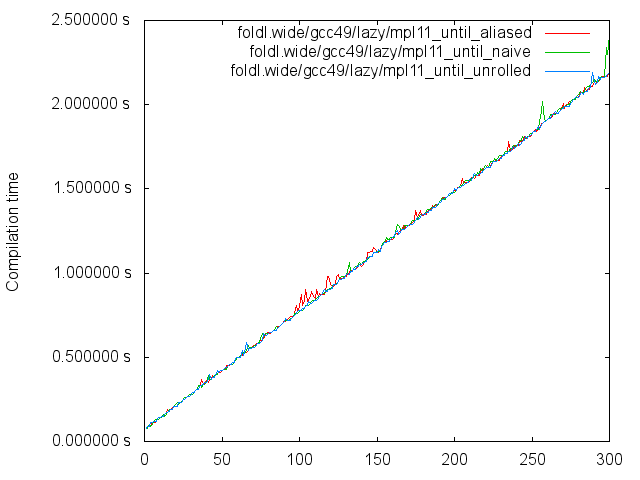 2.500000 s
2.000000 s
1.500000 s
1.000000 s
0.500000 s
0.000000 s
Compilation time
foldl.wide/gcc49/lazy/mpl11_until_aliased
foldl.wide/gcc49/lazy/mpl11_until_naive
foldl.wide/gcc49/lazy/mpl11_until_unrolled
0 50 100 150 200 250 300